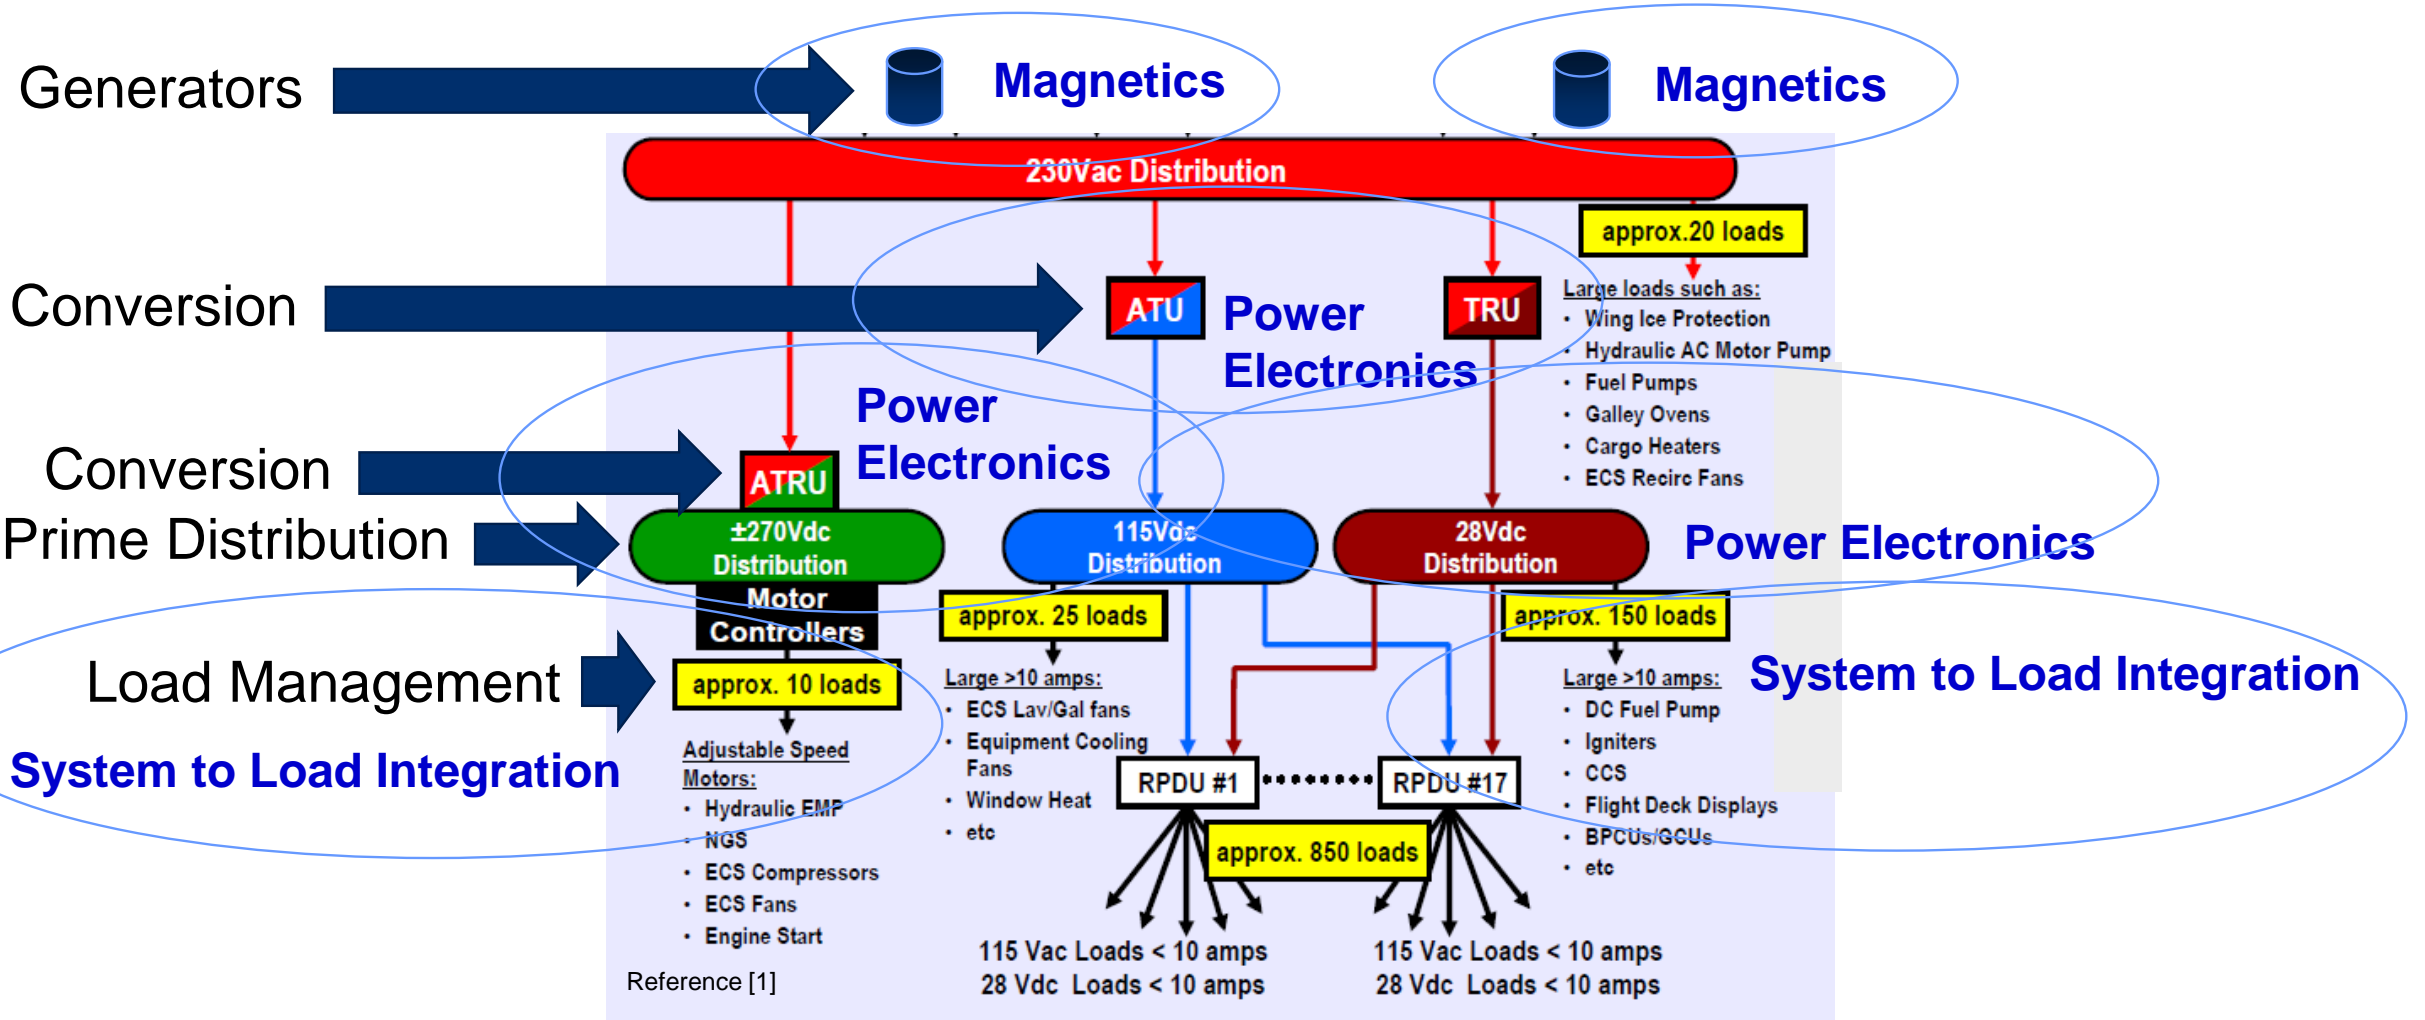 Generators
Magnetics
Magnetics
230Vac Distribution
approx.20 loads
Conversion
ATU
Power
Electronics
TRU
Large loads such as:
• Wing Ice Protection
• Hydraulic AC Motor Pump
• Fuel Pumps
• Galley Ovens
• Cargo Heaters
• ECS Recirc Fans
Power
Electronics
Conversion
ATRU
Prime Distribution
±270Vdc
Distribution
115Vdc
Distribution
28Vdc
Distribution
Power Electronics
Motor
Controllers
approx. 25 loads
approx. 150 loads
Load Management
approx. 10 loads
System to Load Integration
System to Load Integration
Adjustable Speed
Motors:
• Hydraulic EMP
• NGS
• ECS Compressors
• ECS Fans
• Engine Start
Large >10 amps:
• ECS Lav/Gal fans
• Equipment Cooling
Fans
• Window Heat
• etc
RPDU #1
RPDU #17
Large >10 amps:
• DC Fuel Pump
• Igniters
• CCS
• Flight Deck Displays
• BPCUs/GCUs
• etc
approx. 850 loads
115 Vac Loads < 10 amps
28 Vdc Loads < 10 amps
115 Vac Loads < 10 amps
28 Vdc Loads < 10 amps
Reference [1]